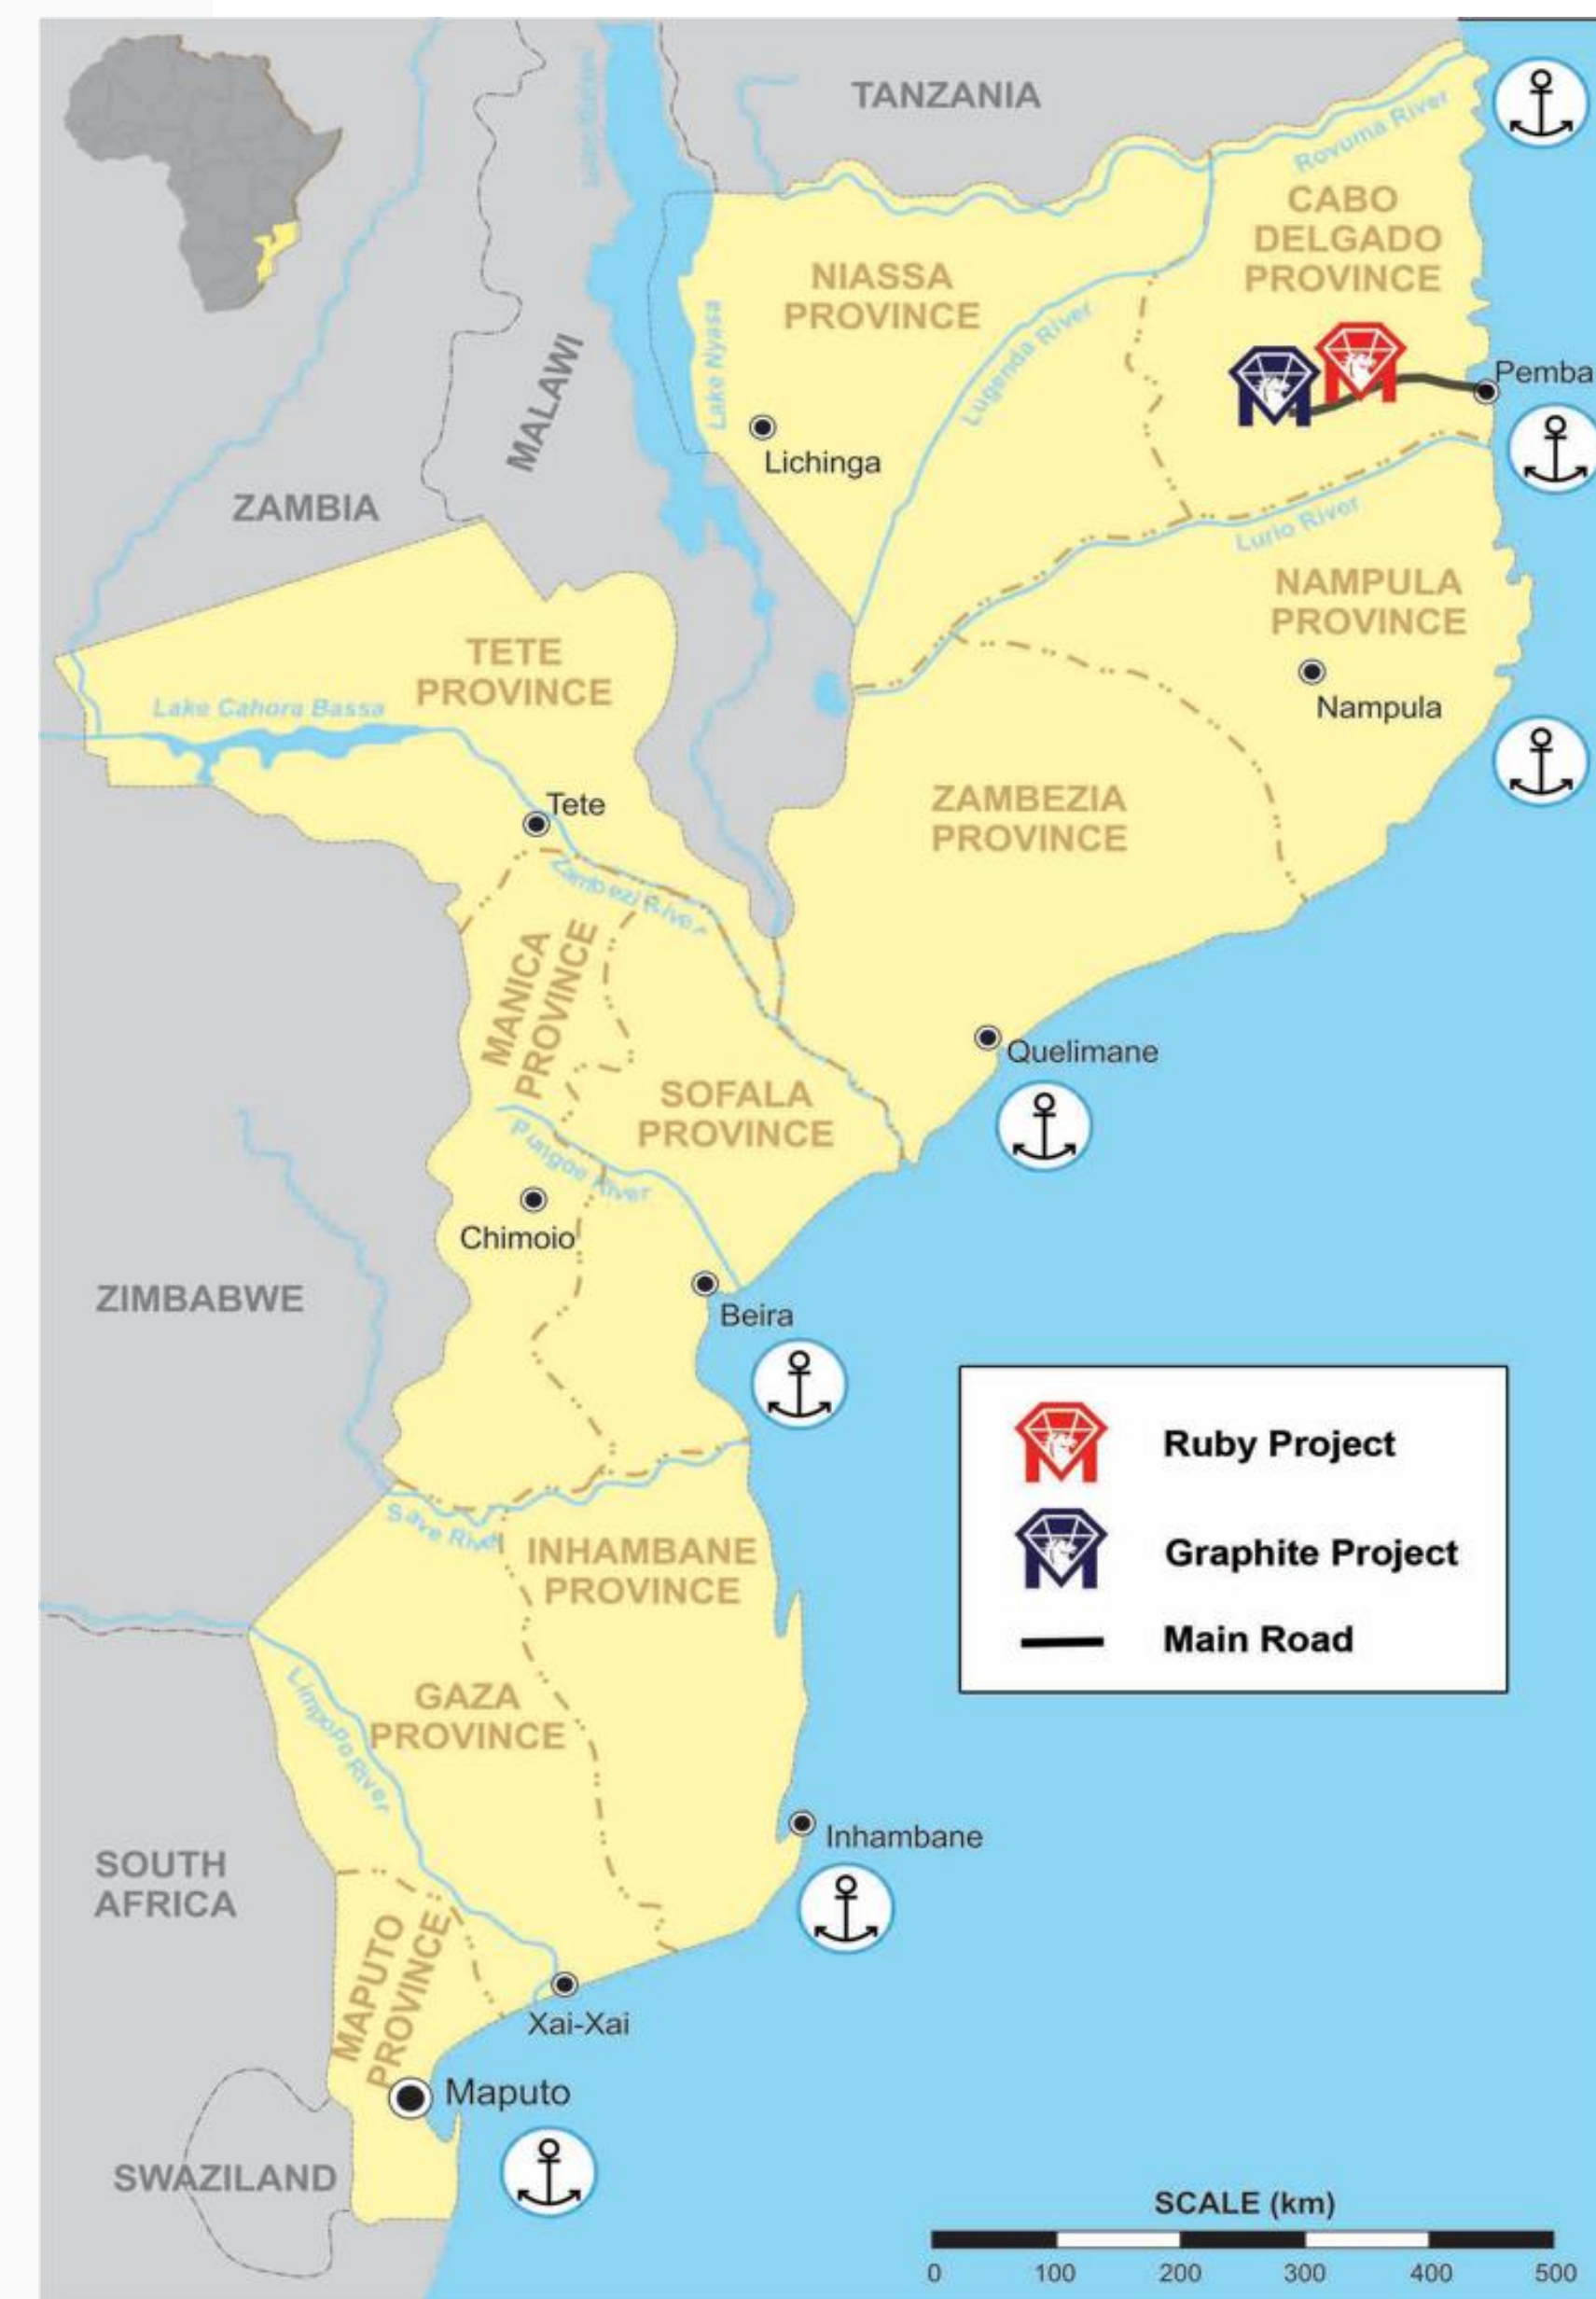 TANZANIA
Rovuma River
CABO
DELGADO
PROVINCE
NIASSA
PROVINCE
Lake Nyasa
Lugenda River
MALAWI
Pemba
Lichinga
ZAMBIA
Lurio River
NAMPULA
PROVINCE
TETE
PROVINCE
Lake Cahora Bassa
Nampula
Tete
ZAMBEZIA
PROVINCE
Zambezi River
MANICA
PROVINCE
Quelimane
SOFALA
PROVINCE
Pungoe River
Chimoio
ZIMBABWE
Beira
Ruby Project
Graphite Project
Main Road
Save River
INHAMBANE
PROVINCE
GAZA
PROVINCE
LimpoPo River
Inhambane
SOUTH
AFRICA
MAPUTO
PROVINCE
Xai-Xai
Maputo
SWAZILAND
SCALE (km)
0 100 200 300 400 500